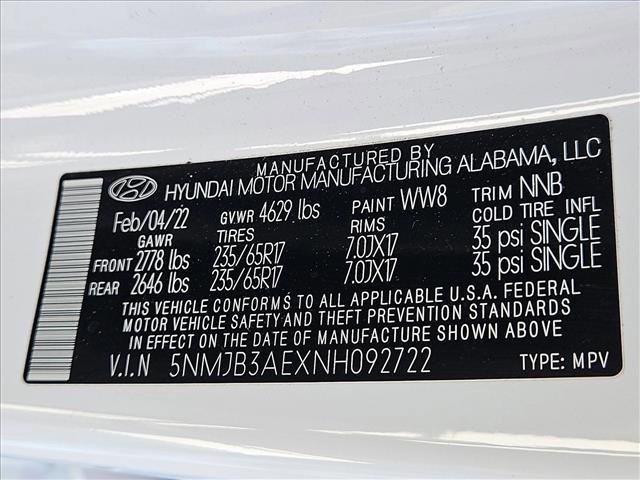 MANUFACTURED BY
HYUNDAI MOTOR MANUFACTURING ALABAMA, LLC
Feb/04/22 GVWR 4629 lbs PAINT WW8 TRIM NNB
GAWR TIRES RIMS COLD TIRE INFL
FRONT 2778 lbs 235/65R17 7.0JX17 35 psi SINGLE
REAR 2646 lbs 235/65R17 7.0JX17 35 psi SINGLE
THIS VEHICLE CONFORMS TO ALL APPLICABLE U.S.A. FEDERAL
MOTOR VEHICLE SAFETY AND THEFT PREVENTION STANDARDS
IN EFFECT ON THE DATE OF MANUFACTURE SHOWN ABOVE
V.I.N 5NMJB3AEXNH092722 TYPE: MPV